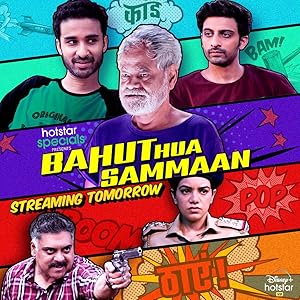 कांड
BAM!
ORIGINAL
hotstar
specials
PRESENTS
BAHUT HUA
SAMMAAN
STREAMING TOMORROW
POP
BOOM
ठाएं!
Disney+
hotstar